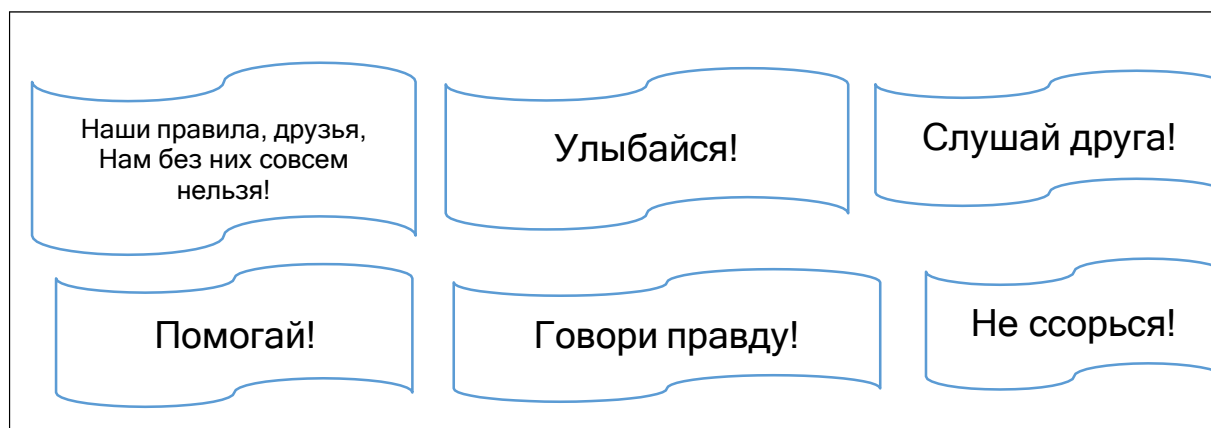 Наши правила, друзья,
Нам без них совсем
нельзя!
Улыбайся!
Слушай друга!
Помогай!
Говори правду!
Не ссорься!